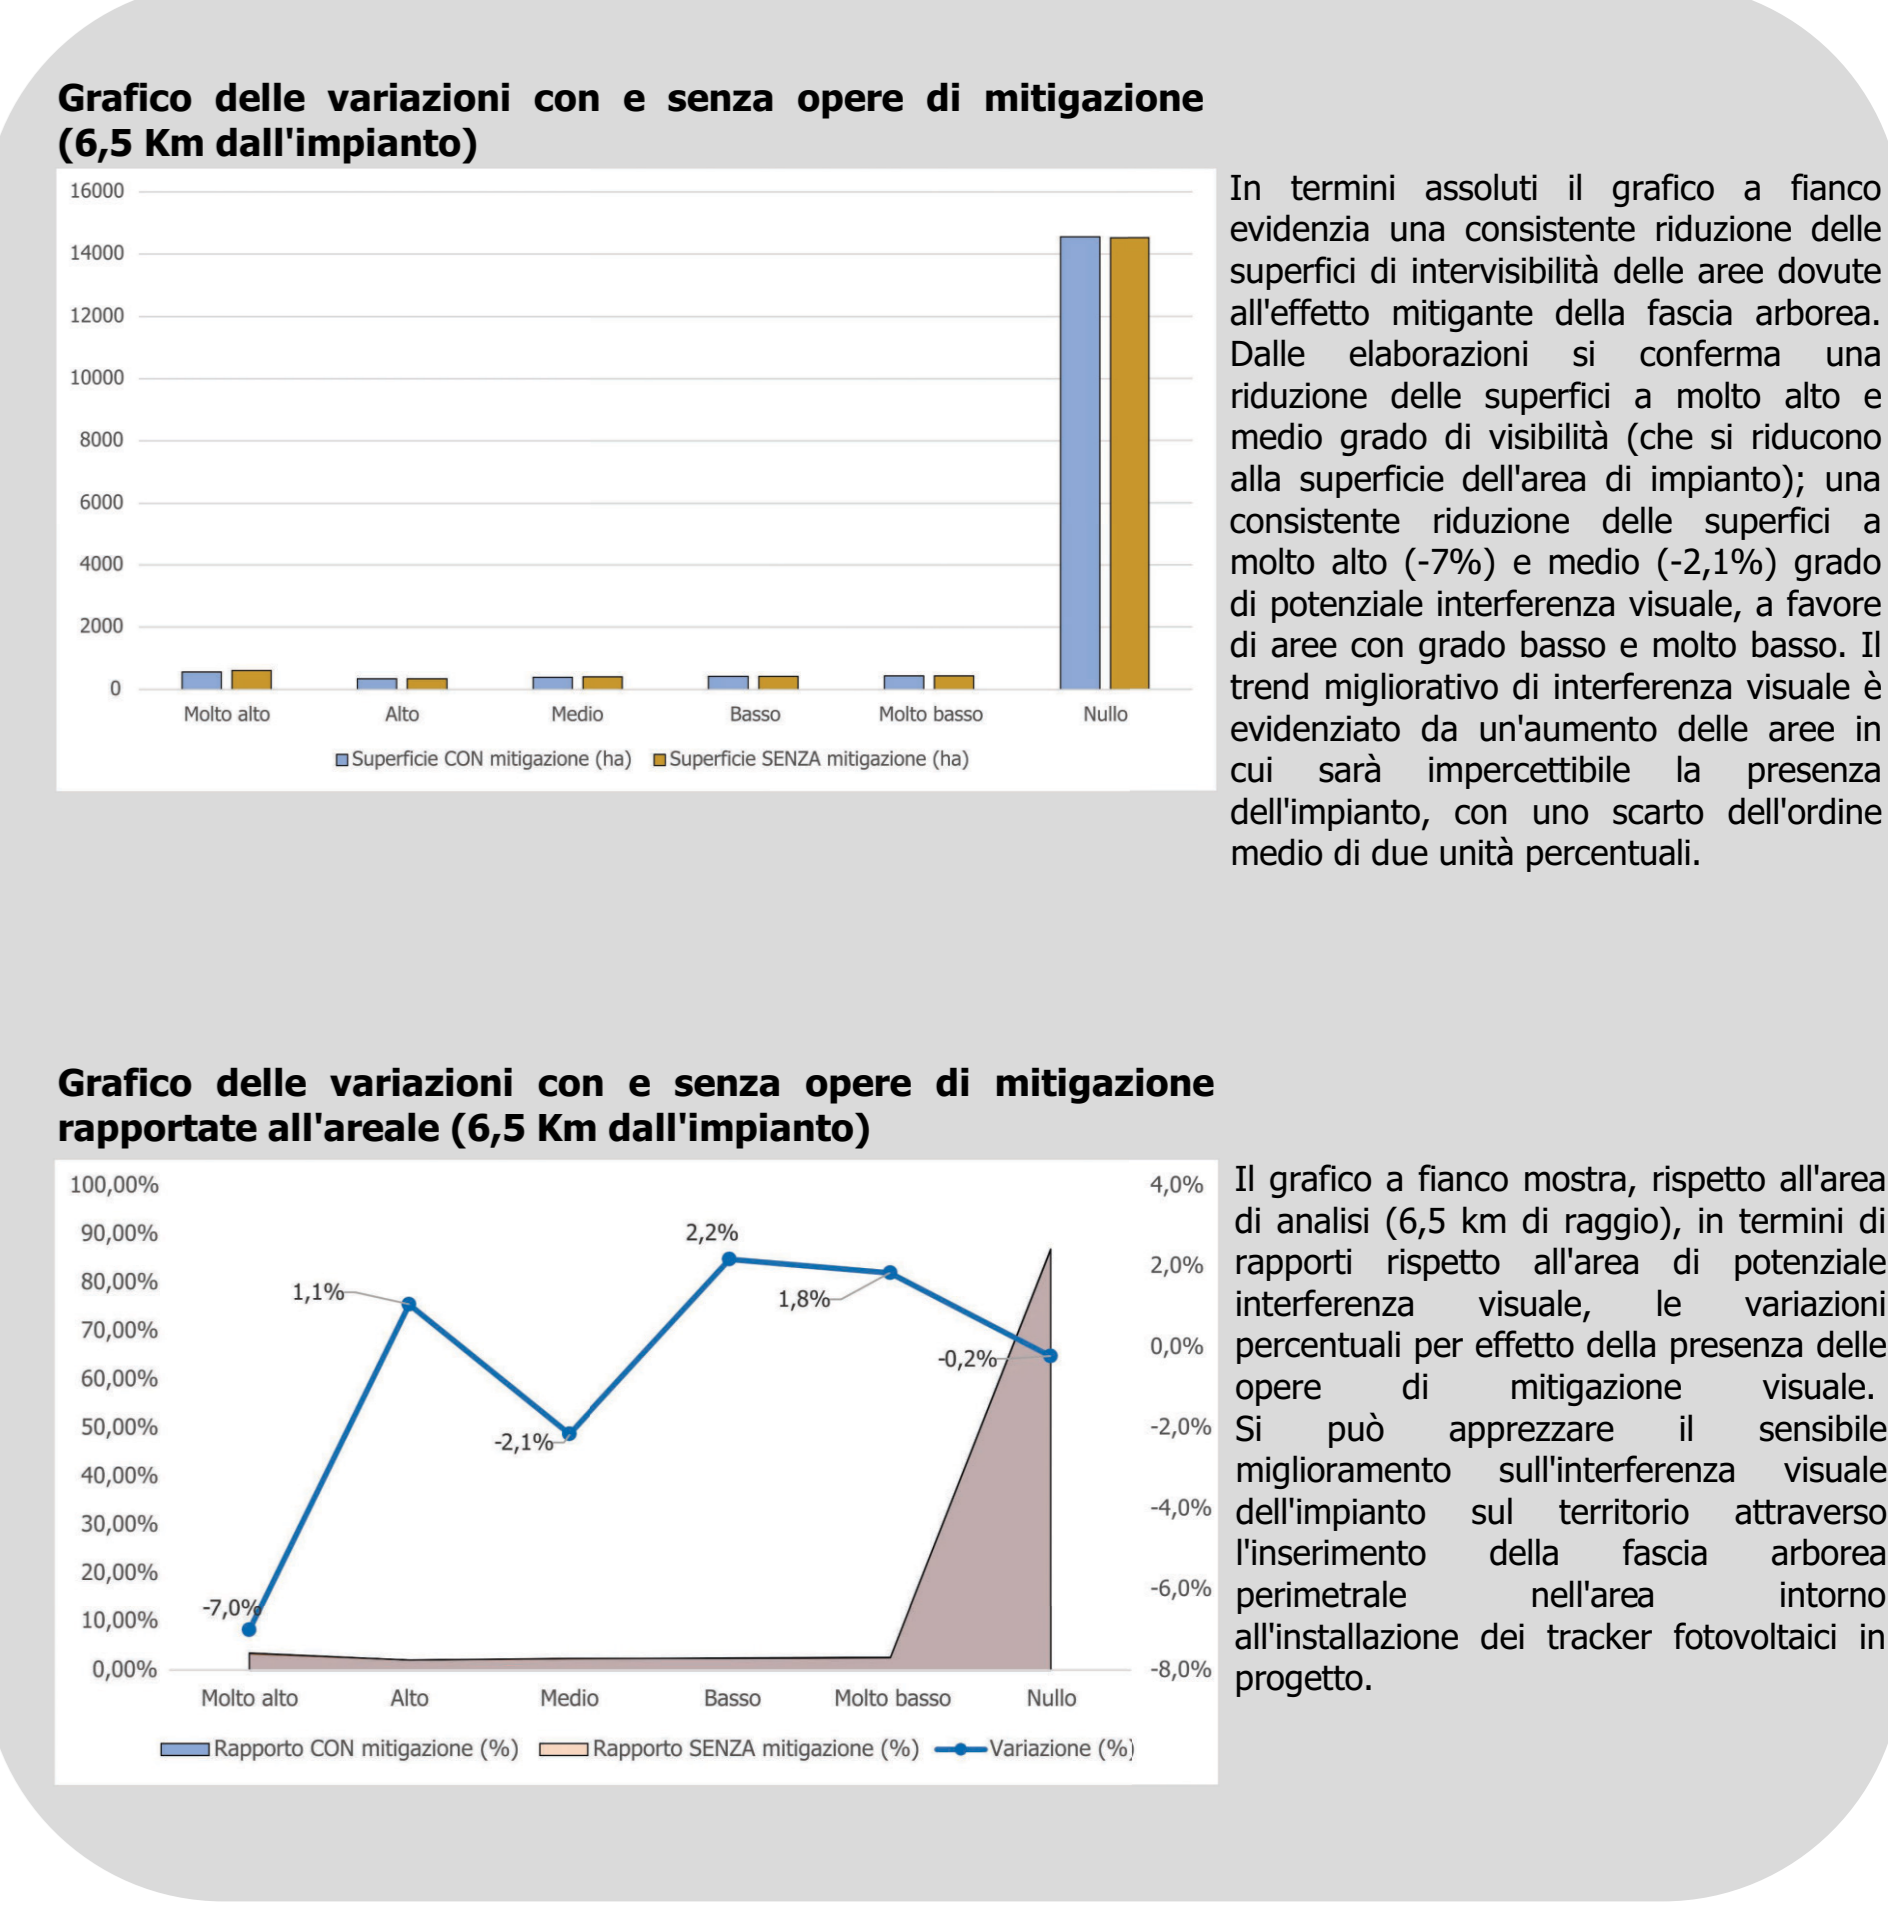 Grafico delle variazioni con e senza opere di mitigazione
(6,5 Km dall'impianto)
16000
14000
12000
10000
8000
6000
4000
2000
0
Molto alto Alto Medio Basso Molto basso Nullo
Superficie CON mitigazione (ha) Superficie SENZA mitigazione (ha)
In termini assoluti il grafico a fianco
evidenzia una consistente riduzione delle
superfici di intervisibilità delle aree dovute
all'effetto mitigante della fascia arborea.
Dalle elaborazioni si conferma una
riduzione delle superfici a molto alto e
medio grado di visibilità (che si riducono
alla superficie dell'area di impianto); una
consistente riduzione delle superfici a
molto alto (-7%) e medio (-2,1%) grado
di potenziale interferenza visuale, a favore
di aree con grado basso e molto basso. Il
trend migliorativo di interferenza visuale è
evidenziato da un'aumento delle aree in
cui sarà impercettibile la presenza
dell'impianto, con uno scarto dell'ordine
medio di due unità percentuali.
Grafico delle variazioni con e senza opere di mitigazione
rapportate all'areale (6,5 Km dall'impianto)
100,00%
90,00%
80,00%
70,00%
60,00%
50,00%
40,00%
30,00%
20,00%
10,00%
0,00%
-7,0%
1,1%
-2,1%
2,2%
1,8%
-0,2%
4,0%
2,0%
0,0%
-2,0%
-4,0%
-6,0%
-8,0%
Molto alto Alto Medio Basso Molto basso Nullo
Rapporto CON mitigazione (%) Rapporto SENZA mitigazione (%) Variazione (%)
Il grafico a fianco mostra, rispetto all'area
di analisi (6,5 km di raggio), in termini di
rapporti rispetto all'area di potenziale
interferenza visuale, le variazioni
percentuali per effetto della presenza delle
opere di mitigazione visuale.
Si può apprezzare il sensibile
miglioramento sull'interferenza visuale
dell'impianto sul territorio attraverso
l'inserimento della fascia arborea
perimetrale nell'area intorno
all'installazione dei tracker fotovoltaici in
progetto.